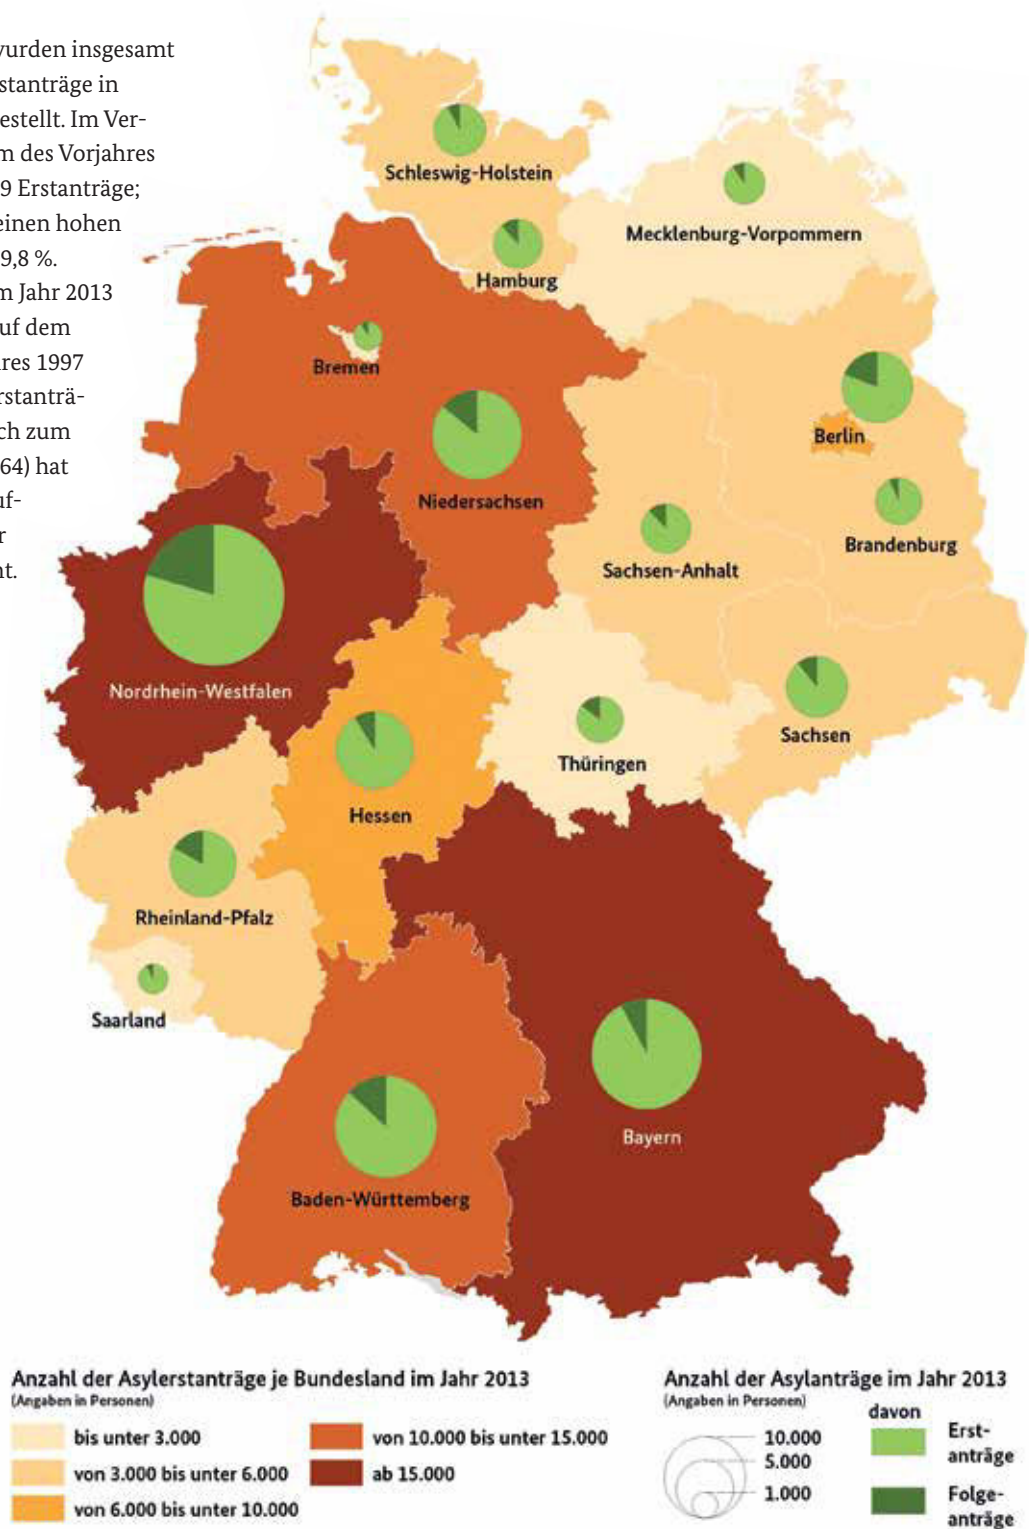 wurden insgesamt
stanträge in
estellt. Im Ver-
m des Vorjahres
9 Erstanträge;
einen hohen
9,8 %.
m Jahr 2013
uf dem
res 1997
rstanträ-
ch zum
64) hat
uf-
r
nt.
Schleswig-Holstein
Mecklenburg-Vorpommern
Hamburg
Bremen
Berlin
Niedersachsen
Brandenburg
Sachsen-Anhalt
Nordrhein-Westfalen
Sachsen
Thüringen
Hessen
Rheinland-Pfalz
Saarland
Bayern
Baden-Württemberg
Anzahl der Asylerstanträge je Bundesland im Jahr 2013
(Angaben in Personen)
bis unter 3.000
von 3.000 bis unter 6.000
von 6.000 bis unter 10.000
von 10.000 bis unter 15.000
ab 15.000
Anzahl der Asylanträge im Jahr 2013
(Angaben in Personen)
10.000
5.000
1.000
davon
Erst-
anträge
Folge-
anträge